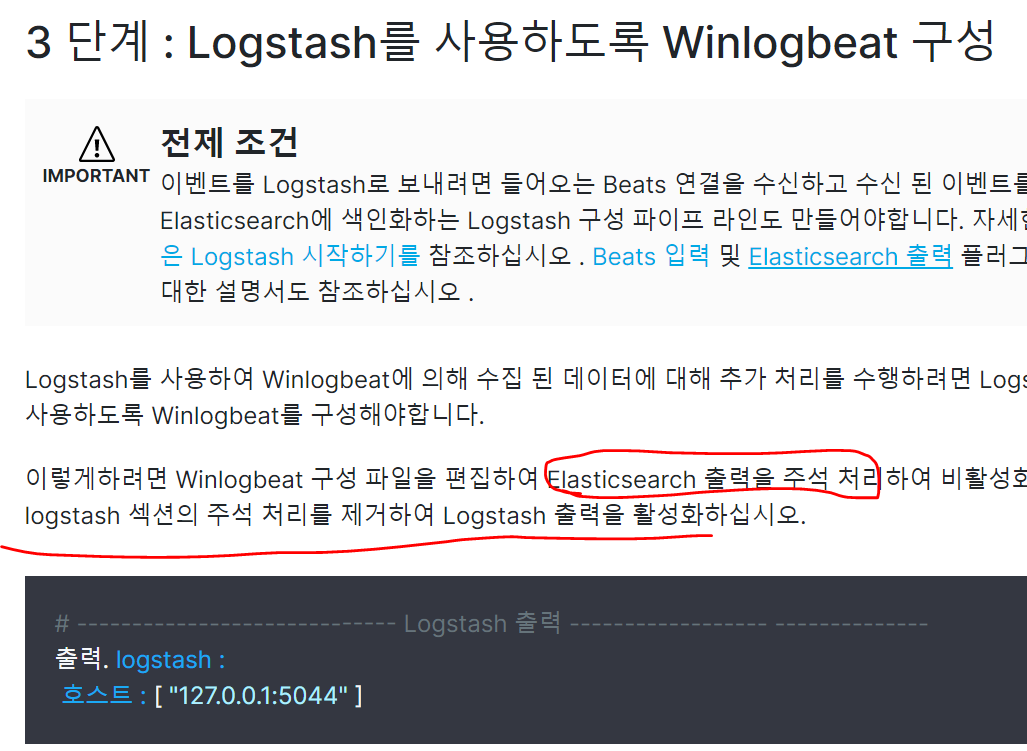 3 단계 : Logstash를 사용하도록 Winlogbeat 구성
전제 조건
IMPORTANT
이벤트를 Logstash로 보내려면 들어오는 Beats 연결을 수신하고 수신 된 이벤트를
Elasticsearch에 색인화하는 Logstash 구성 파이프 라인도 만들어야합니다. 자세한
은 Logstash 시작하기를 참조하십시오 . Beats 입력 및 Elasticsearch 출력 플러그
대한 설명서도 참조하십시오 .
Logstash를 사용하여 Winlogbeat에 의해 수집 된 데이터에 대해 추가 처리를 수행하려면 Logs
사용하도록 Winlogbeat를 구성해야합니다.
이렇게하려면 Winlogbeat 구성 파일을 편집하여 Elasticsearch 출력을 주석 처리하여 비활성화
logstash 섹션의 주석 처리를 제거하여 Logstash 출력을 활성화하십시오.
# ----------------------------- Logstash 출력 ------------------ --------------
출력. logstash :
호스트 : [ "127.0.0.1:5044" ]